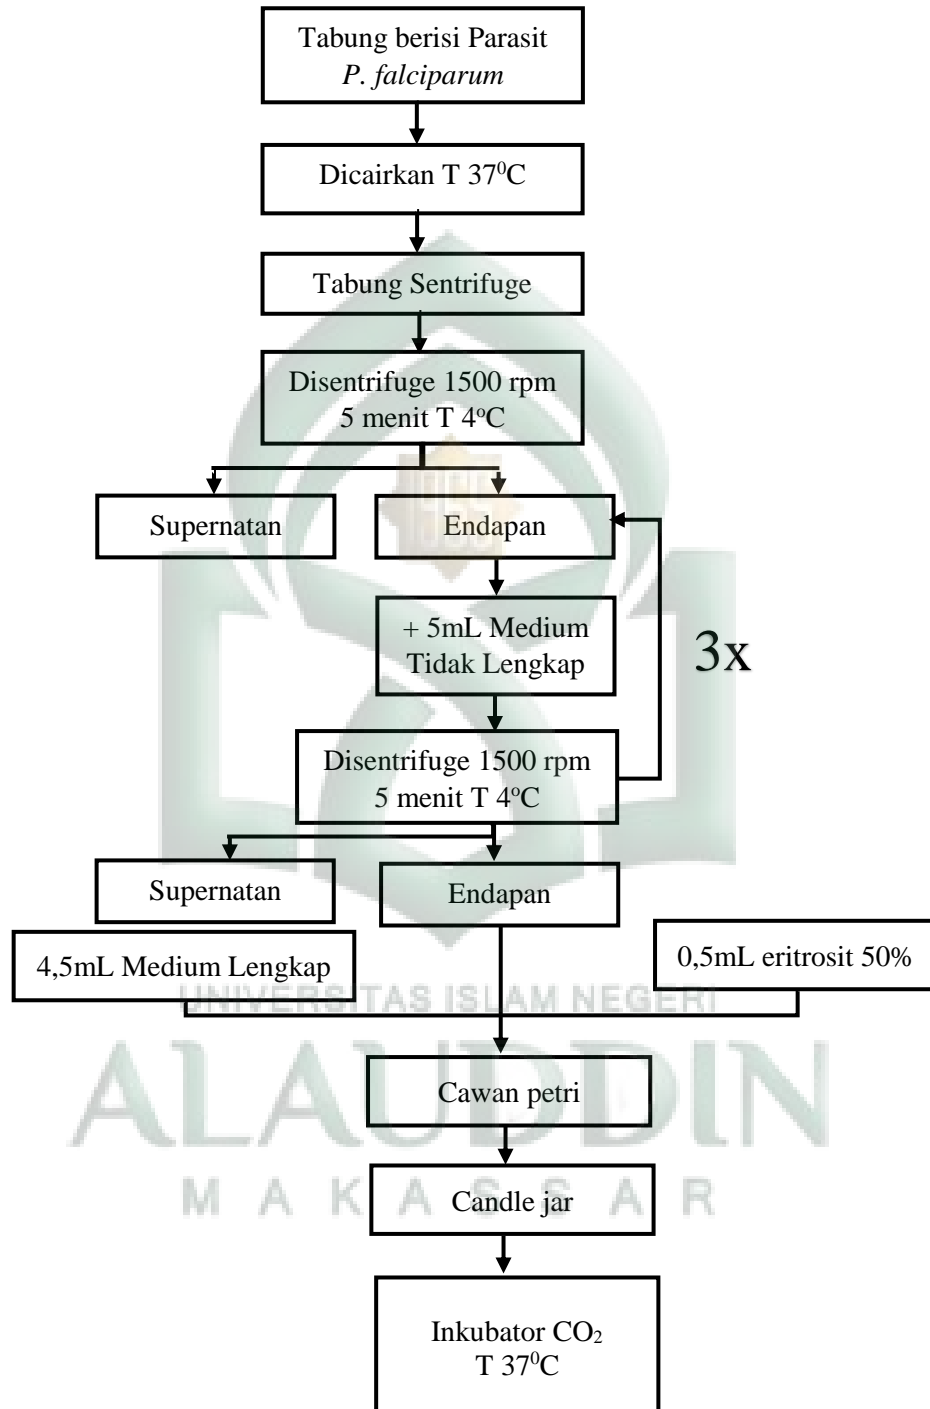 Tabung berisi Parasit
P. falciparum
Dicairkan T 37⁰C
Tabung Sentrifuge
Disentrifuge 1500 rpm
5 menit T 4ᵒC
Supernatan
Endapan
+ 5mL Medium
Tidak Lengkap
3x
Disentrifuge 1500 rpm
5 menit T 4ᵒC
Supernatan
Endapan
4,5mL Medium Lengkap
0,5mL eritrosit 50%
UNIVERSITAS ISLAM NEGERI
ALAUDDIN
MAKASSAR
Cawan petri
Candle jar
Inkubator CO₂
T 37⁰C